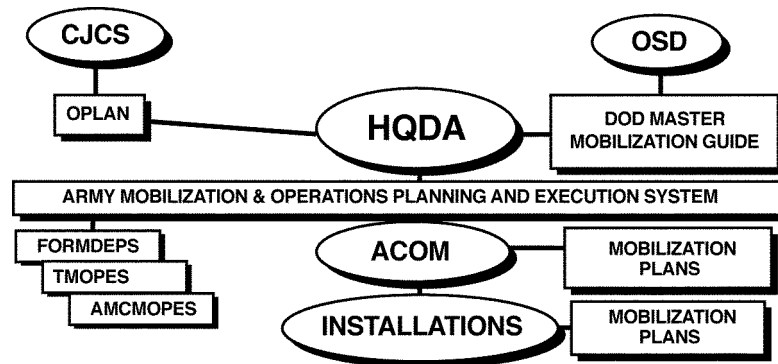 CJCS
OSD
OPLAN
HQDA
DOD MASTER
MOBILIZATION GUIDE
ARMY MOBILIZATION & OPERATIONS PLANNING AND EXECUTION SYSTEM
FORMDEPS
TMOPES
AMCMOPES
ACOM
MOBILIZATION
PLANS
INSTALLATIONS
MOBILIZATION
PLANS